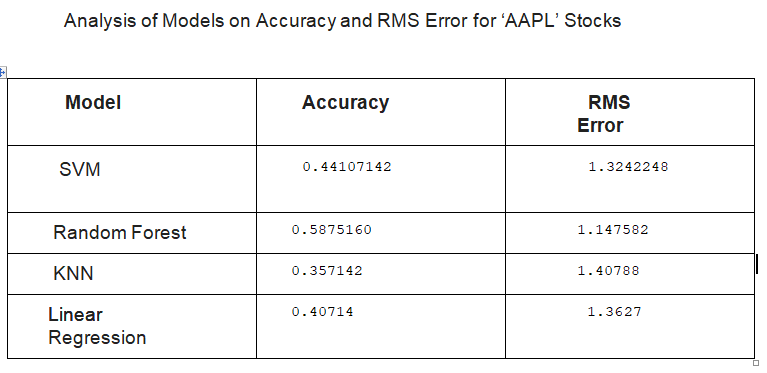 Analysis of Models on Accuracy and RMS Error for ‘AAPL’ Stocks
Model Accuracy RMS
Error
SVM 0.44107142 1.3242248
Random Forest 0.5875160 1.147582
KNN 0.357142 1.40788
Linear 0.40714 1.3627
Regression